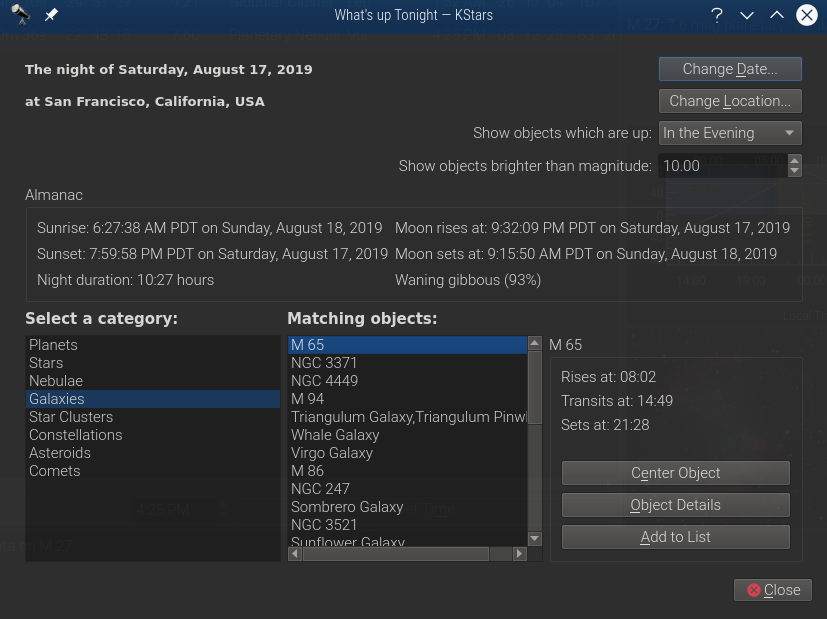 What's up Tonight — KStars
The night of Saturday, August 17, 2019
Change Date...
at San Francisco, California, USA
Change Location...
Show objects which are up: In the Evening
Show objects brighter than magnitude: 10.00
Almanac
Sunrise: 6:27:38 AM PDT on Sunday, August 18, 2019
Moon rises at: 9:32:09 PM PDT on Saturday, August 17, 2019
Sunset: 7:59:58 PM PDT on Saturday, August 17, 2019
Moon sets at: 9:15:50 AM PDT on Sunday, August 18, 2019
Night duration: 10:27 hours
Waning gibbous (93%)
Select a category:
Planets
Stars
Nebulae
Galaxies
Star Clusters
Constellations
Asteroids
Comets
Matching objects:
M 65
NGC 3371
NGC 4449
M 94
Triangulum Galaxy,Triangulum Pinw
Whale Galaxy
Virgo Galaxy
M 86
NGC 247
Sombrero Galaxy
NGC 3521
Sunflower Galaxy
M 65
Rises at: 08:02
Transits at: 14:49
Sets at: 21:28
Center Object
Object Details
Add to List
Close